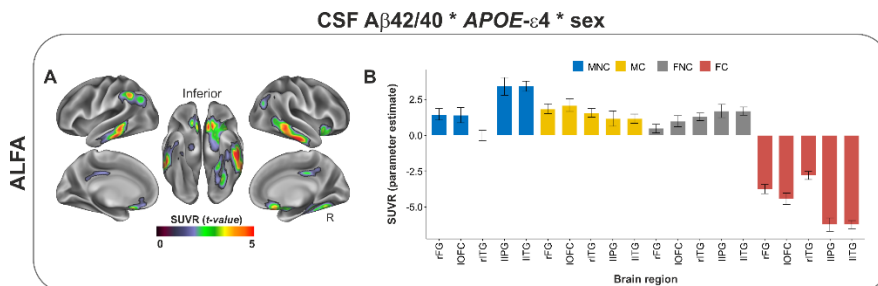 CSF Aβ42/40 * APOE-ε4 * sex
ALFA
A
Inferior
R
SUVR (t-value)
0
5
B
MNC MC FNC FC
SUVR (parameter estimate)
2.5
0.0
-2.5
-5.0
rFG lOFC rITG lIPG lITG rFG lOFC rITG lIPG lITG rFG lOFC rITG lIPG lITG rFG lOFC rITG lIPG lITG
Brain region